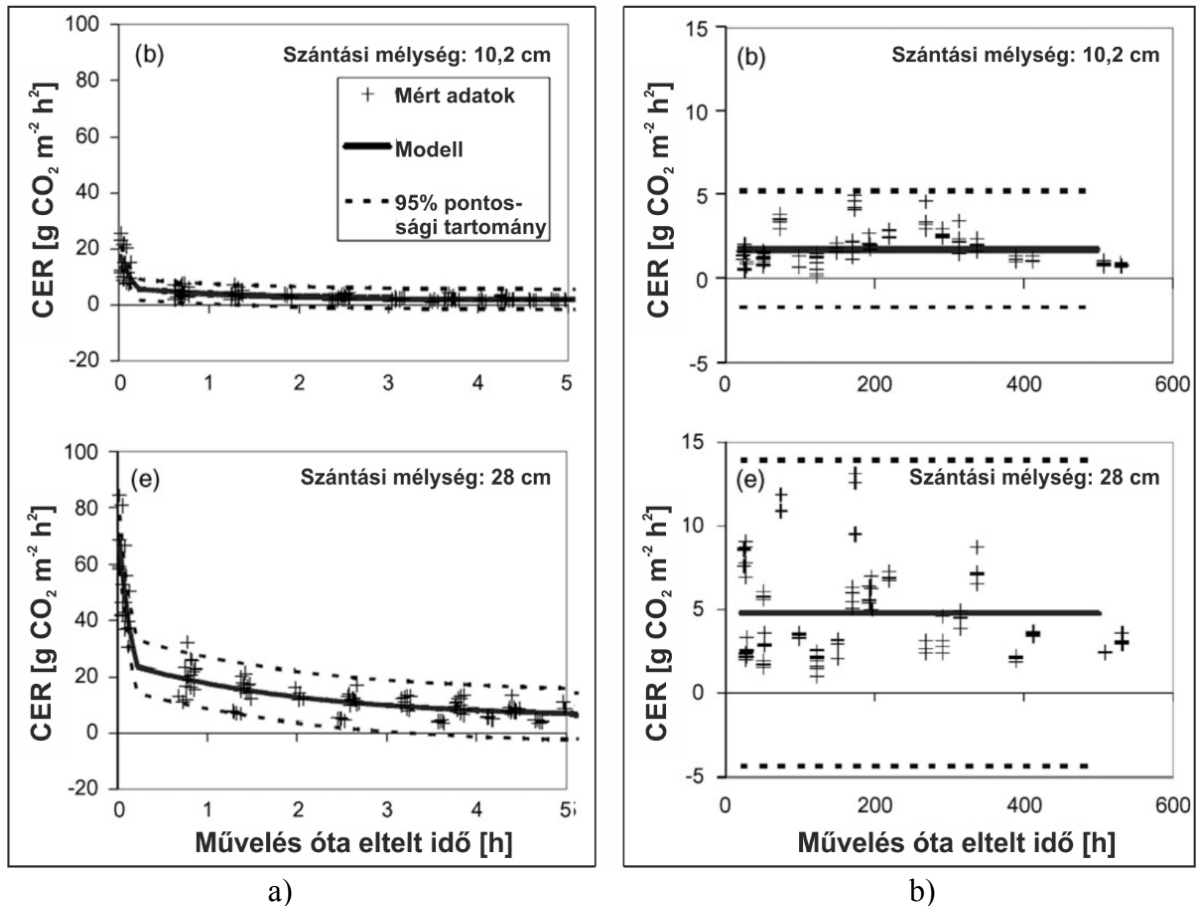 (b)
Szántási mélység: 10,2 cm
Mért adatok
Modell
95% pontos-
sági tartomány
CER [g CO₂ m⁻² h²]
100
80
60
40
20
0
-20
0 1 2 3 4 5
(e)
Szántási mélység: 28 cm
CER [g CO₂ m⁻² h²]
100
80
60
40
20
0
-20
0 1 2 3 4 5
Művelés óta eltelt idő [h]
a)
(b)
Szántási mélység: 10,2 cm
CER [g CO₂ m⁻² h²]
15
10
5
0
-5
0 200 400 600
(e)
Szántási mélység: 28 cm
CER [g CO₂ m⁻² h²]
15
10
5
0
-5
0 200 400 600
Művelés óta eltelt idő [h]
b)